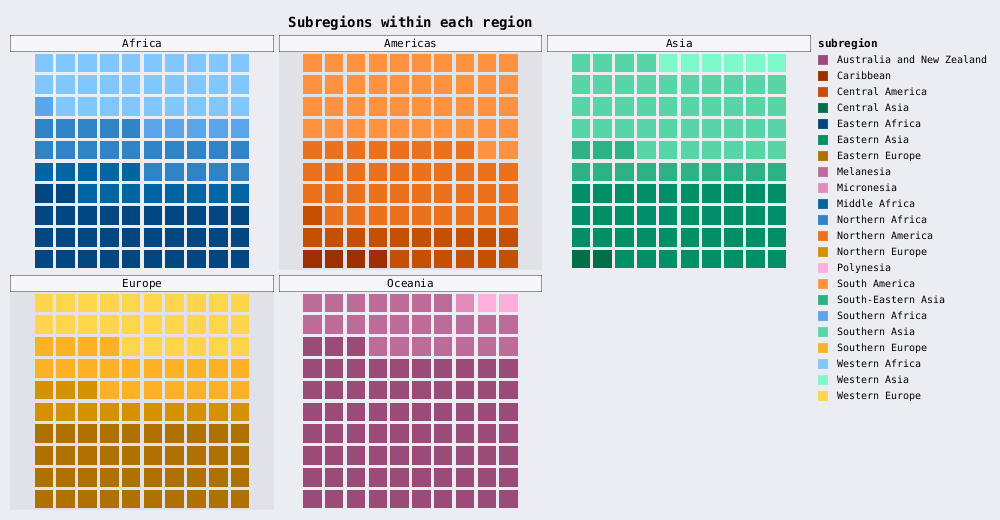 Subregions within each region
Africa
Americas
Asia
Europe
Oceania
subregion
Australia and New Zealand
Caribbean
Central America
Central Asia
Eastern Africa
Eastern Asia
Eastern Europe
Melanesia
Micronesia
Middle Africa
Northern Africa
Northern America
Northern Europe
Polynesia
South America
South-Eastern Asia
Southern Africa
Southern Asia
Southern Europe
Western Africa
Western Asia
Western Europe